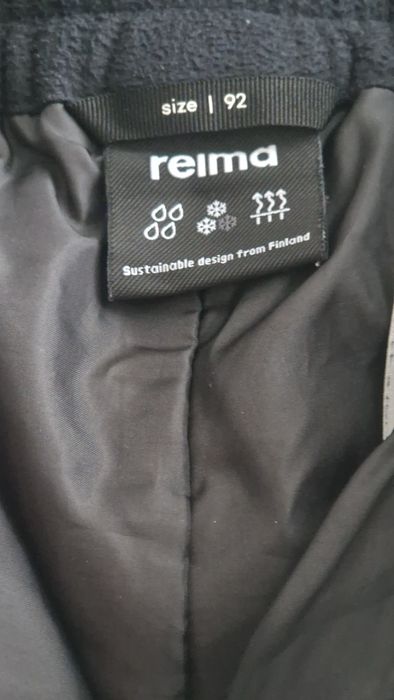 size | 92
reima
Sustainable design from Finland